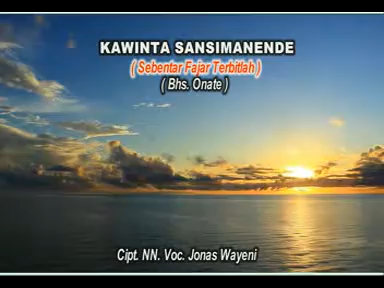 KAWINTA SANSIMANENDE
( Sebentar Fajar Terbitlah )
( Bhs. Onate )
Cipt. NN. Voc. Jonas Wayeni